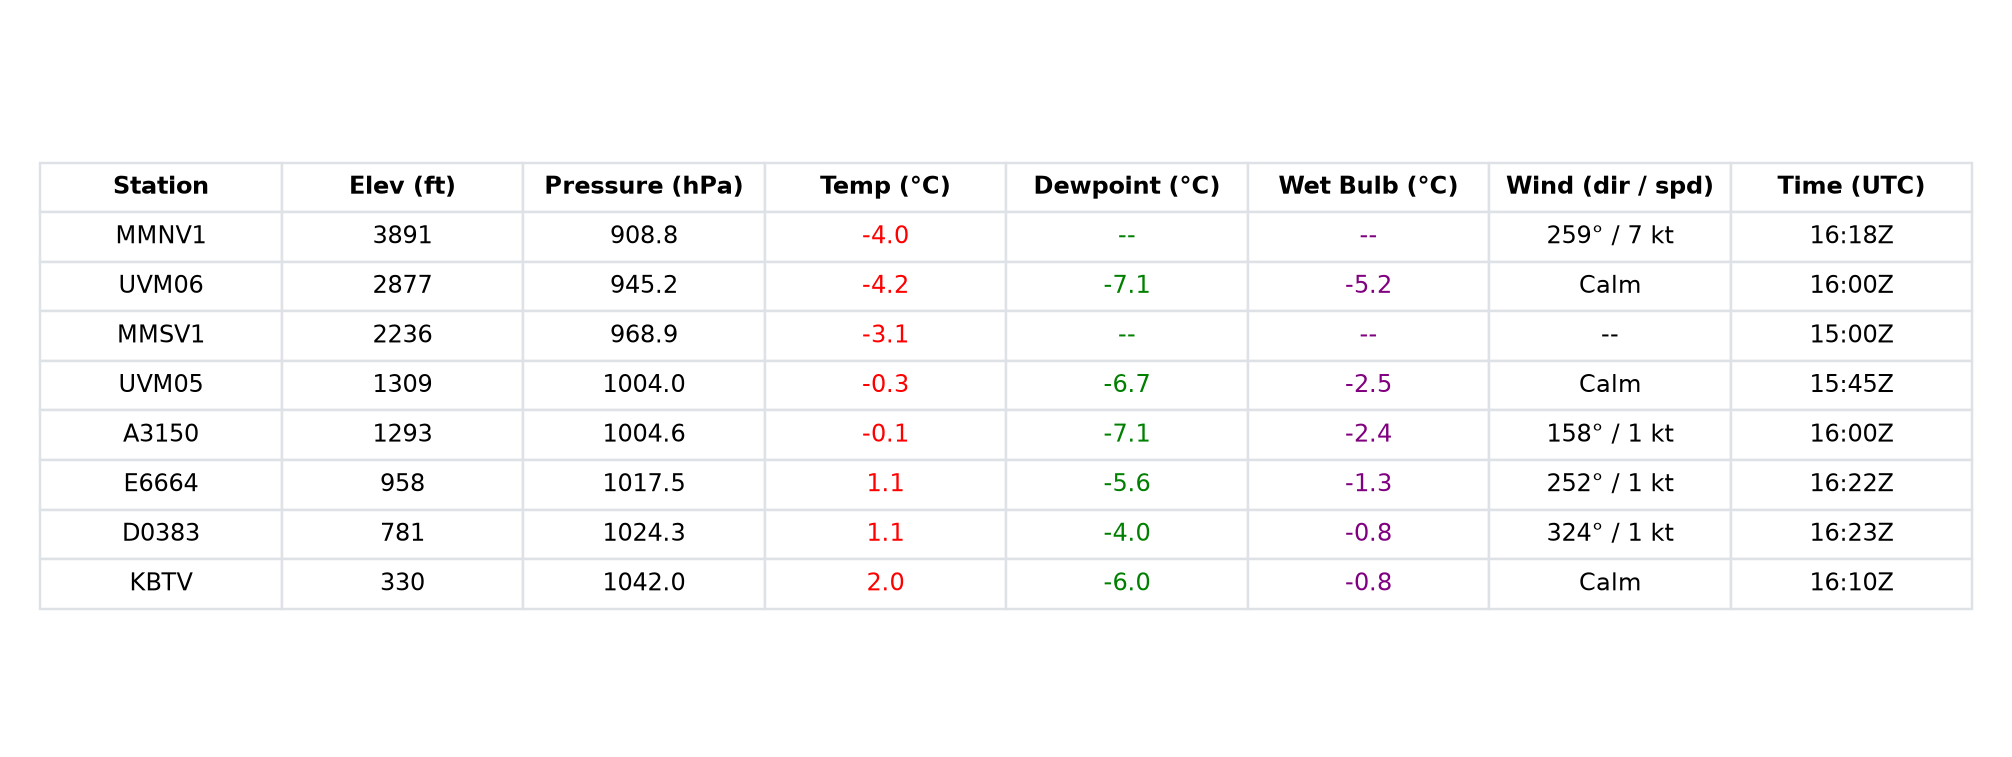 Station Elev (ft) Pressure (hPa) Temp (°C) Dewpoint (°C) Wet Bulb (°C) Wind (dir / spd) Time (UTC)
MMNV1 3891 908.8 -4.0 -- -- 259° / 7 kt 16:18Z
UVM06 2877 945.2 -4.2 -7.1 -5.2 Calm 16:00Z
MMSV1 2236 968.9 -3.1 -- -- -- 15:00Z
UVM05 1309 1004.0 -0.3 -6.7 -2.5 Calm 15:45Z
A3150 1293 1004.6 -0.1 -7.1 -2.4 158° / 1 kt 16:00Z
E6664 958 1017.5 1.1 -5.6 -1.3 252° / 1 kt 16:22Z
D0383 781 1024.3 1.1 -4.0 -0.8 324° / 1 kt 16:23Z
KBTV 330 1042.0 2.0 -6.0 -0.8 Calm 16:10Z